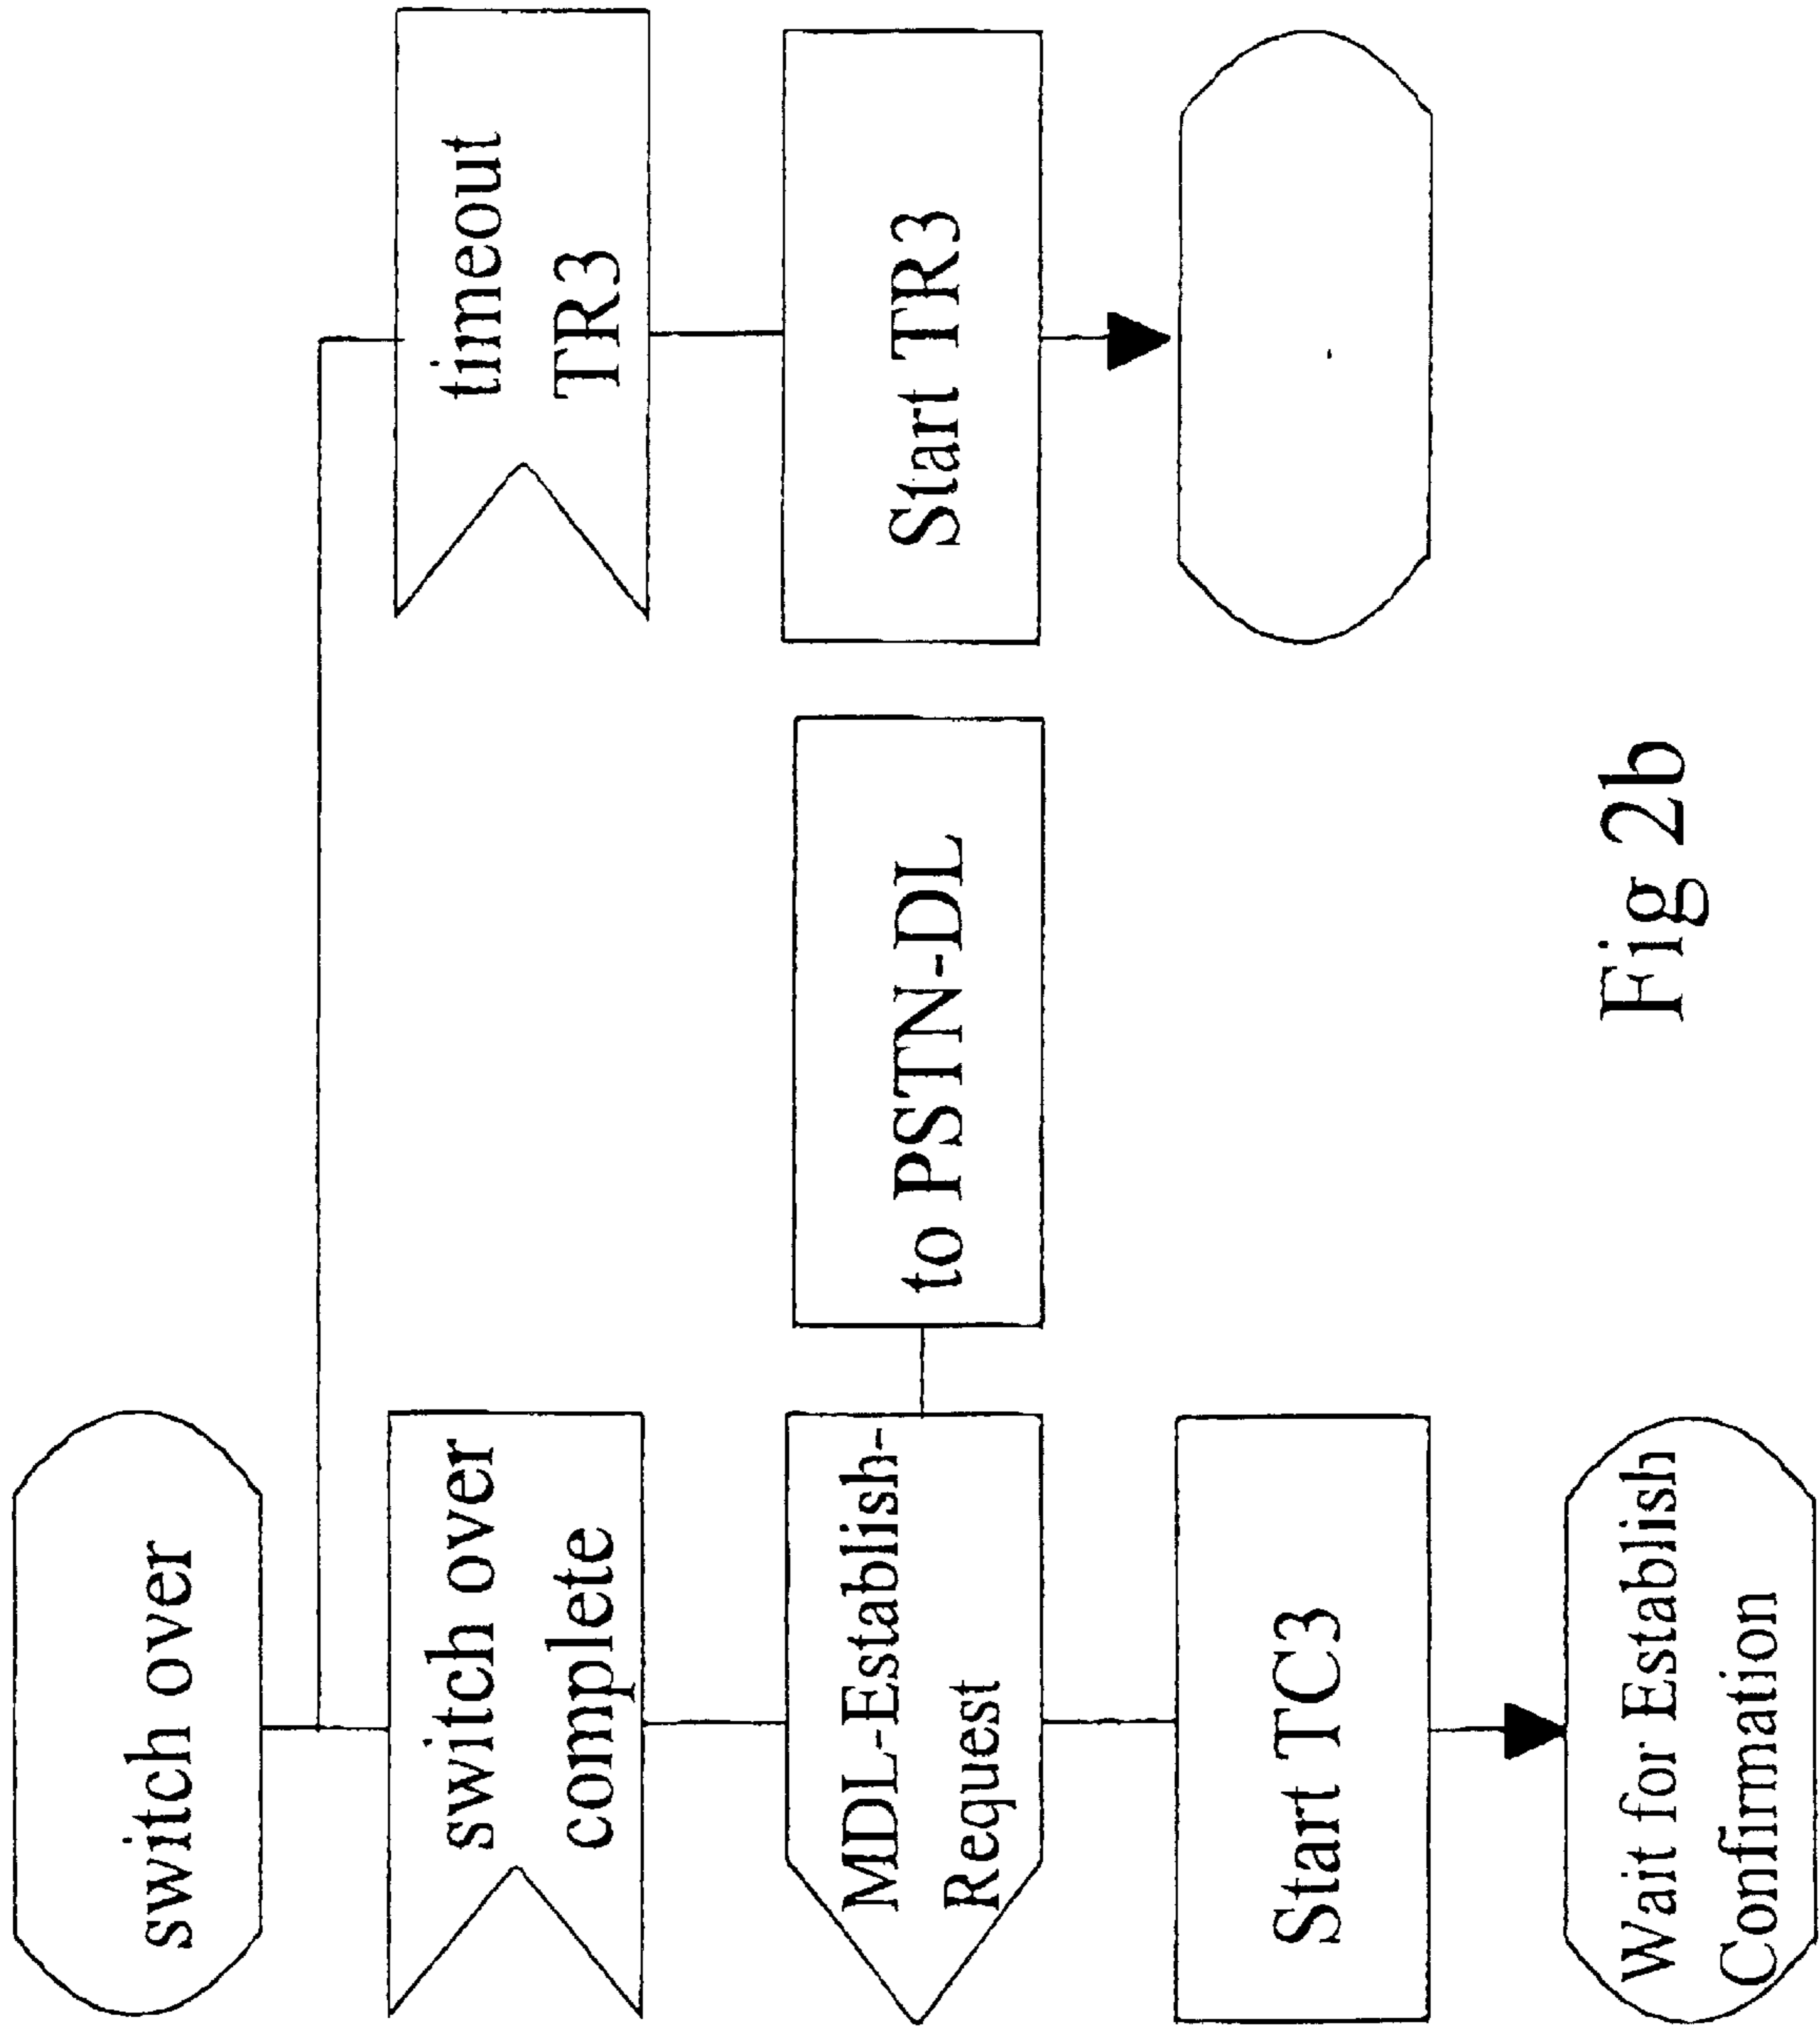 switch over
switch over
complete
timeout
TR3
MDL-Establish-
Request
to PSTN-DL
Start TR3
Start TC3
Wait for Establish
Confirmation
Fig 2b